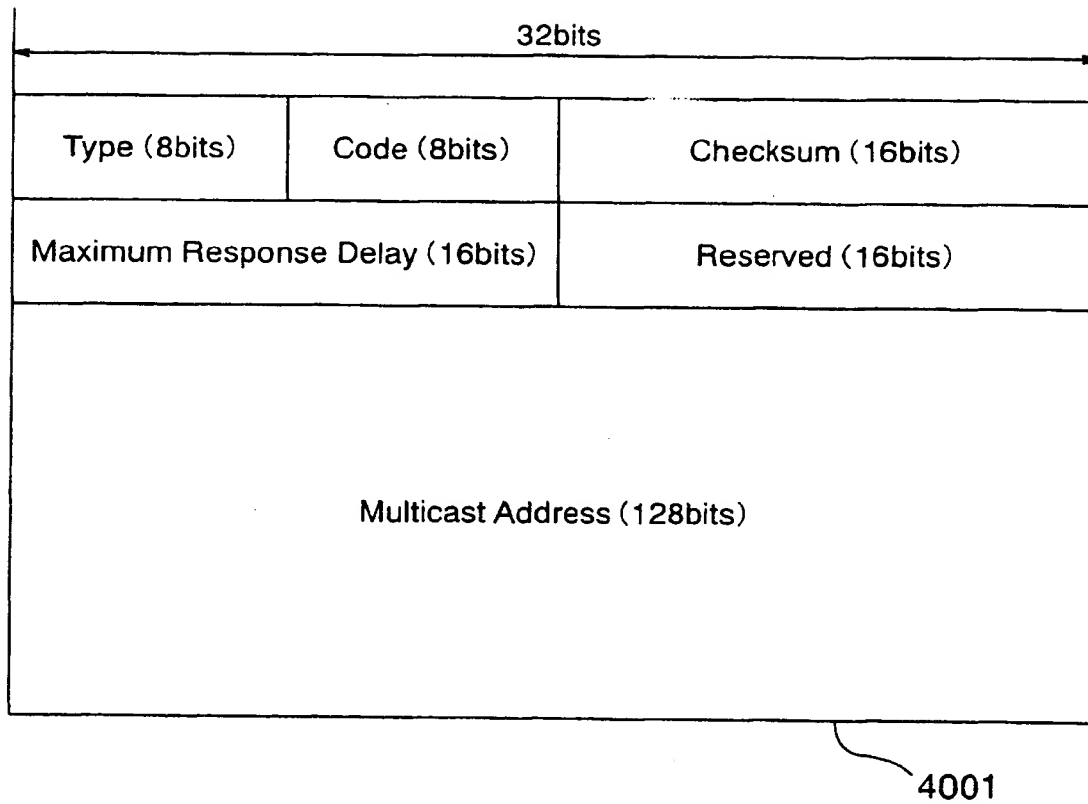 32bits
Type (8bits) Code (8bits) Checksum (16bits)
Maximum Response Delay (16bits) Reserved (16bits)
Multicast Address (128bits)
4001